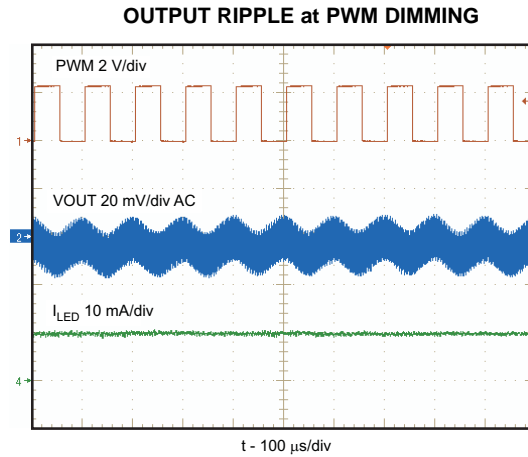 OUTPUT RIPPLE at PWM DIMMING
PWM 2 V/div
1
VOUT 20 mV/div AC
2
I_LED 10 mA/div
4
t - 100 μs/div